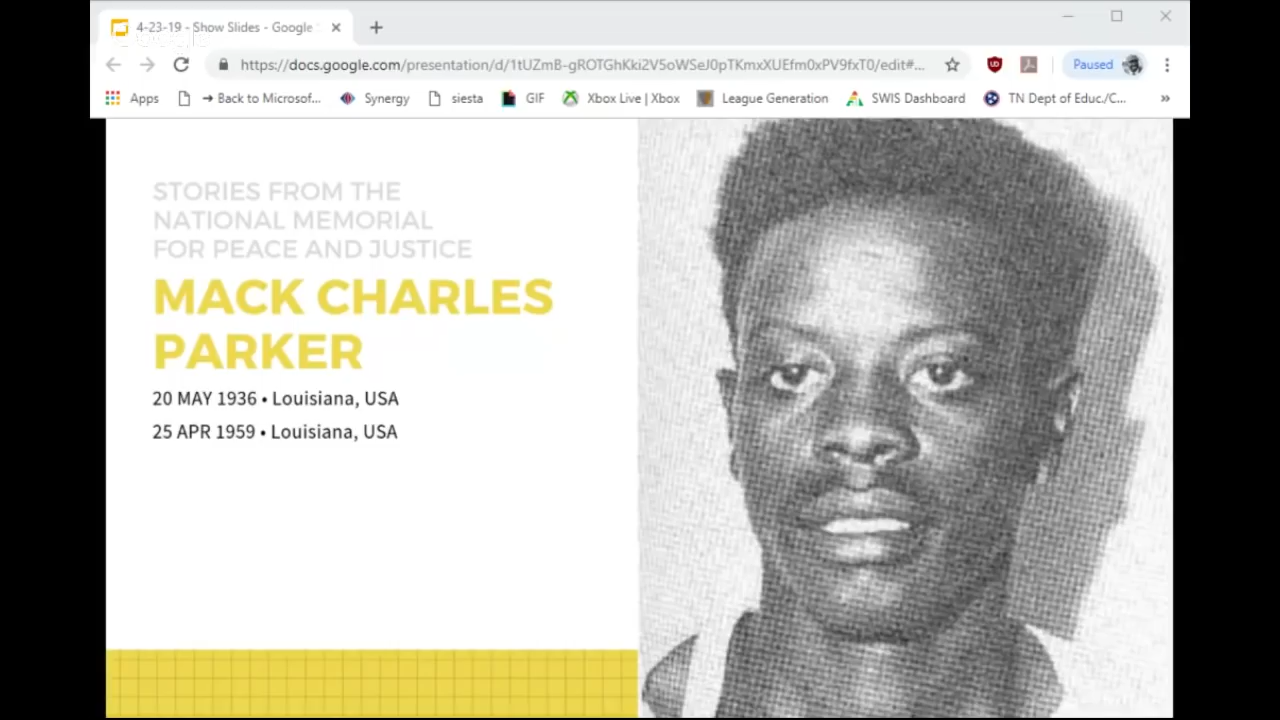 4-23-19 - Show Slides - Google
https://docs.google.com/presentation/d/1tUZmB-gROTGhKki2V5oWSeJ0pTKmxXUEfm0xPV9fxT0/edit#...
Paused
Apps → Back to Microsof... Synergy siesta GIF Xbox Live | Xbox League Generation SWIS Dashboard TN Dept of Educ./C... »
STORIES FROM THE
NATIONAL MEMORIAL
FOR PEACE AND JUSTICE
MACK CHARLES
PARKER
20 MAY 1936 • Louisiana, USA
25 APR 1959 • Louisiana, USA